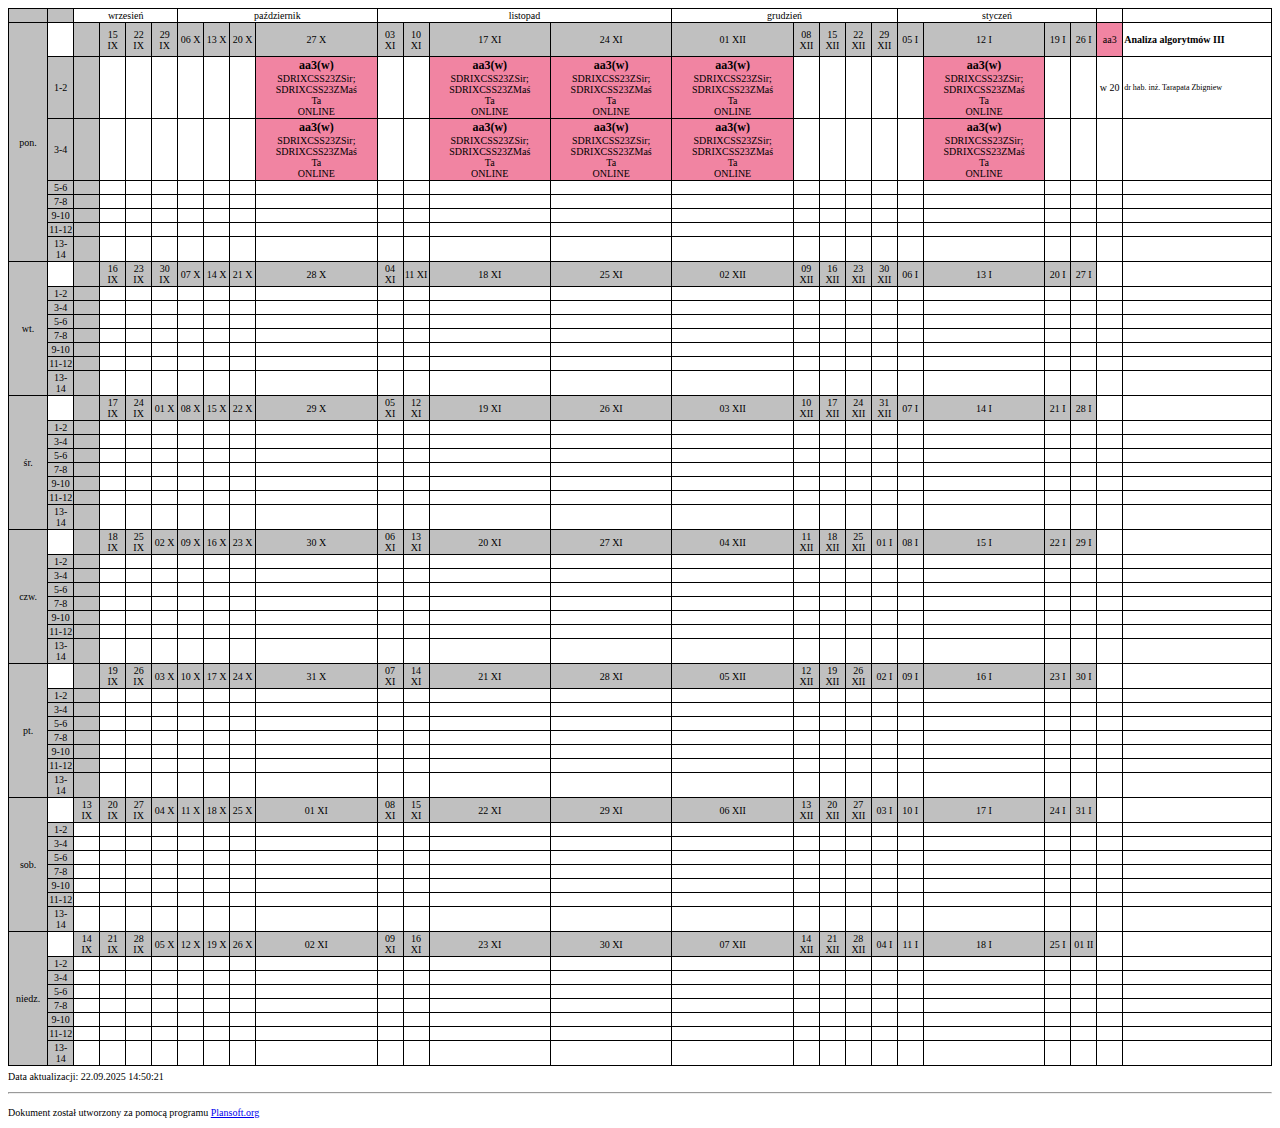 wrzesień październik listopad grudzień styczeń
pon. 15 IX 22 IX 29 IX 06 X 13 X 20 X 27 X 03 XI 10 XI 17 XI 24 XI 01 XII 08 XII 15 XII 22 XII 29 XII 05 I 12 I 19 I 26 I aa3 Analiza algorytmów III
1-2 aa3(w) aa3(w) aa3(w) aa3(w) aa3(w) w 20 dr hab. inż. Tarapata Zbigniew
SDRIXCSS23ZSir; SDRIXCSS23ZSir; SDRIXCSS23ZSir; SDRIXCSS23ZSir; SDRIXCSS23ZSir;
SDRIXCSS23ZMaś SDRIXCSS23ZMaś SDRIXCSS23ZMaś SDRIXCSS23ZMaś SDRIXCSS23ZMaś
Ta Ta Ta Ta Ta
ONLINE ONLINE ONLINE ONLINE ONLINE
3-4 aa3(w) aa3(w) aa3(w) aa3(w) aa3(w)
SDRIXCSS23ZSir; SDRIXCSS23ZSir; SDRIXCSS23ZSir; SDRIXCSS23ZSir; SDRIXCSS23ZSir;
SDRIXCSS23ZMaś SDRIXCSS23ZMaś SDRIXCSS23ZMaś SDRIXCSS23ZMaś SDRIXCSS23ZMaś
Ta Ta Ta Ta Ta
ONLINE ONLINE ONLINE ONLINE ONLINE
5-6
7-8
9-10
11-12
13-14
wt. 16 IX 23 IX 30 IX 07 X 14 X 21 X 28 X 04 XI 11 XI 18 XI 25 XI 02 XII 09 XII 16 XII 23 XII 30 XII 06 I 13 I 20 I 27 I
1-2
3-4
5-6
7-8
9-10
11-12
13-14
śr. 17 IX 24 IX 01 X 08 X 15 X 22 X 29 X 05 XI 12 XI 19 XI 26 XI 03 XII 10 XII 17 XII 24 XII 31 XII 07 I 14 I 21 I 28 I
1-2
3-4
5-6
7-8
9-10
11-12
13-14
czw. 18 IX 25 IX 02 X 09 X 16 X 23 X 30 X 06 XI 13 XI 20 XI 27 XI 04 XII 11 XII 18 XII 25 XII 01 I 08 I 15 I 22 I 29 I
1-2
3-4
5-6
7-8
9-10
11-12
13-14
pt. 19 IX 26 IX 03 X 10 X 17 X 24 X 31 X 07 XI 14 XI 21 XI 28 XI 05 XII 12 XII 19 XII 26 XII 02 I 09 I 16 I 23 I 30 I
1-2
3-4
5-6
7-8
9-10
11-12
13-14
sob. 13 IX 20 IX 27 IX 04 X 11 X 18 X 25 X 01 XI 08 XI 15 XI 22 XI 29 XI 06 XII 13 XII 20 XII 27 XII 03 I 10 I 17 I 24 I 31 I
1-2
3-4
5-6
7-8
9-10
11-12
13-14
niedz. 14 IX 21 IX 28 IX 05 X 12 X 19 X 26 X 02 XI 09 XI 16 XI 23 XI 30 XI 07 XII 14 XII 21 XII 28 XII 04 I 11 I 18 I 25 I 01 II
1-2
3-4
5-6
7-8
9-10
11-12
13-14
Data aktualizacji: 22.09.2025 14:50:21
Dokument został utworzony za pomocą programu Plansoft.org